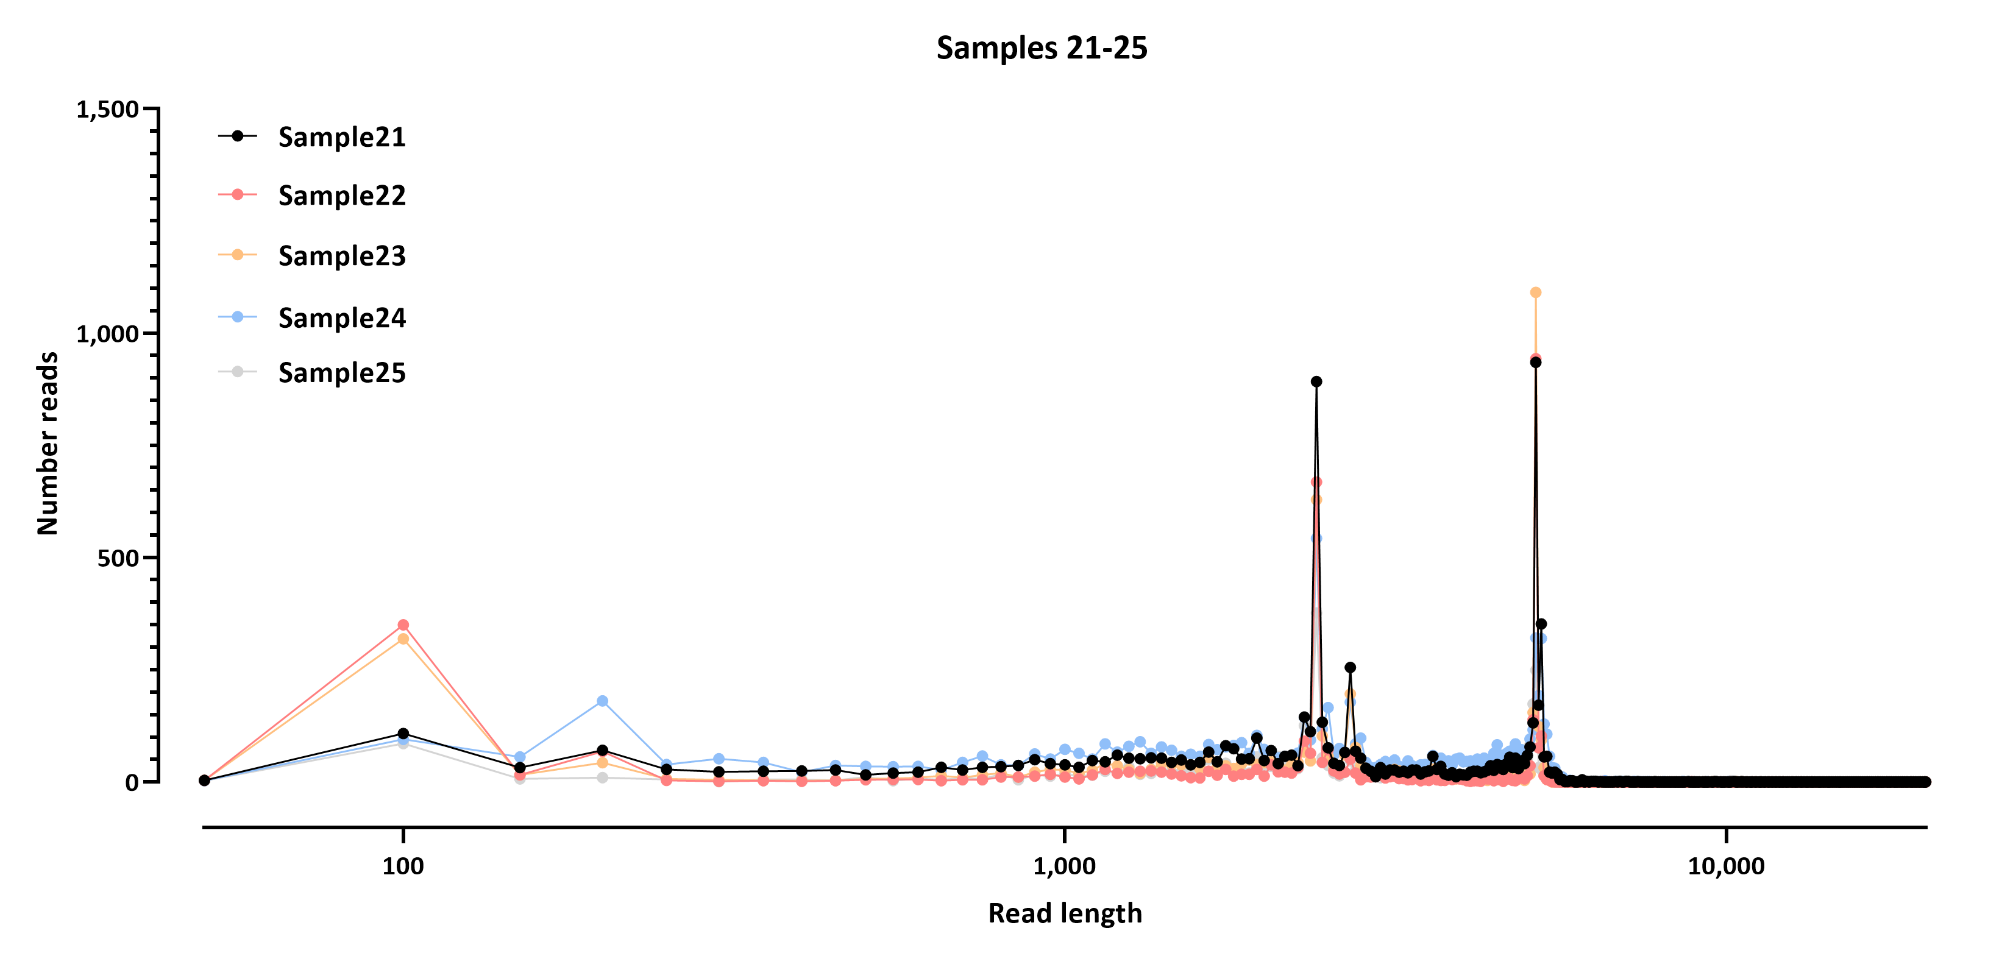 Samples 21-25
1,500
1,000
500
0
Number reads
Sample21
Sample22
Sample23
Sample24
Sample25
100
1,000
10,000
Read length